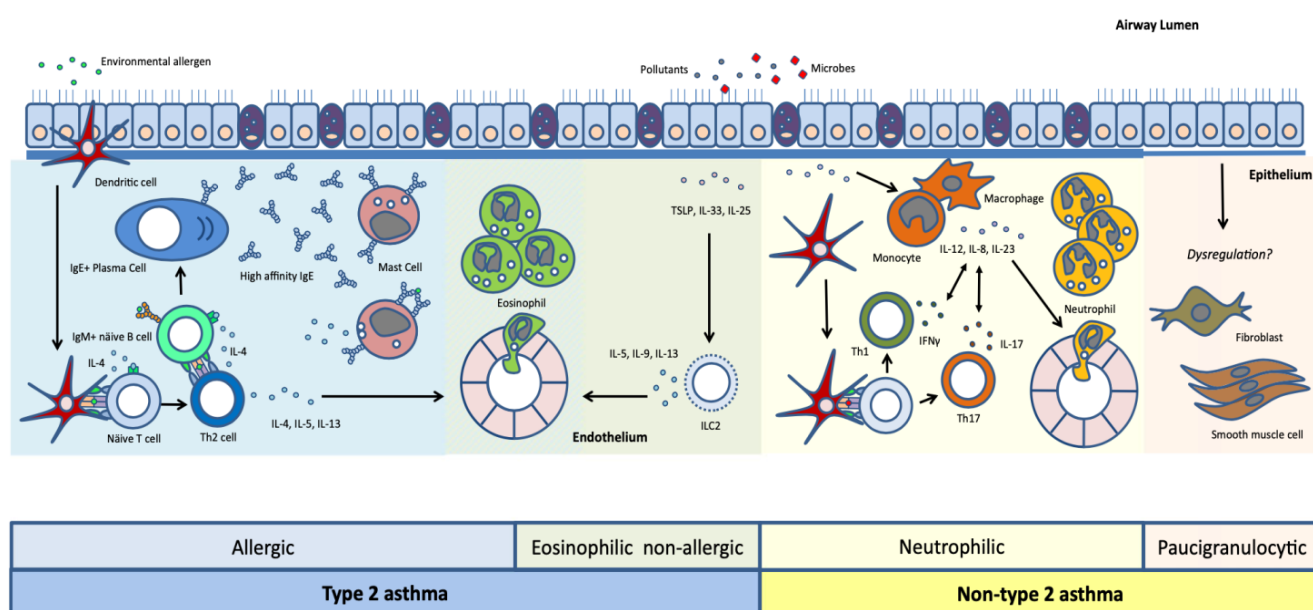 Airway Lumen
Environmental allergen
Pollutants
Microbes
Dendritic cell
Epithelium
TSLP, IL-33, IL-25
Macrophage
IL-12, IL-8, IL-23
Monocyte
Dysregulation?
IgE+ Plasma Cell
High affinity IgE
Mast Cell
Eosinophil
Neutrophil
Fibroblast
IgM+ näive B cell
IL-4
IL-4
Th1
IFNγ
IL-17
IL-5, IL-9, IL-13
Th17
Näive T cell
Th2 cell
IL-4, IL-5, IL-13
Endothelium
ILC2
Smooth muscle cell
Allergic
Eosinophilic non-allergic
Neutrophilic
Paucigranulocytic
Type 2 asthma
Non-type 2 asthma